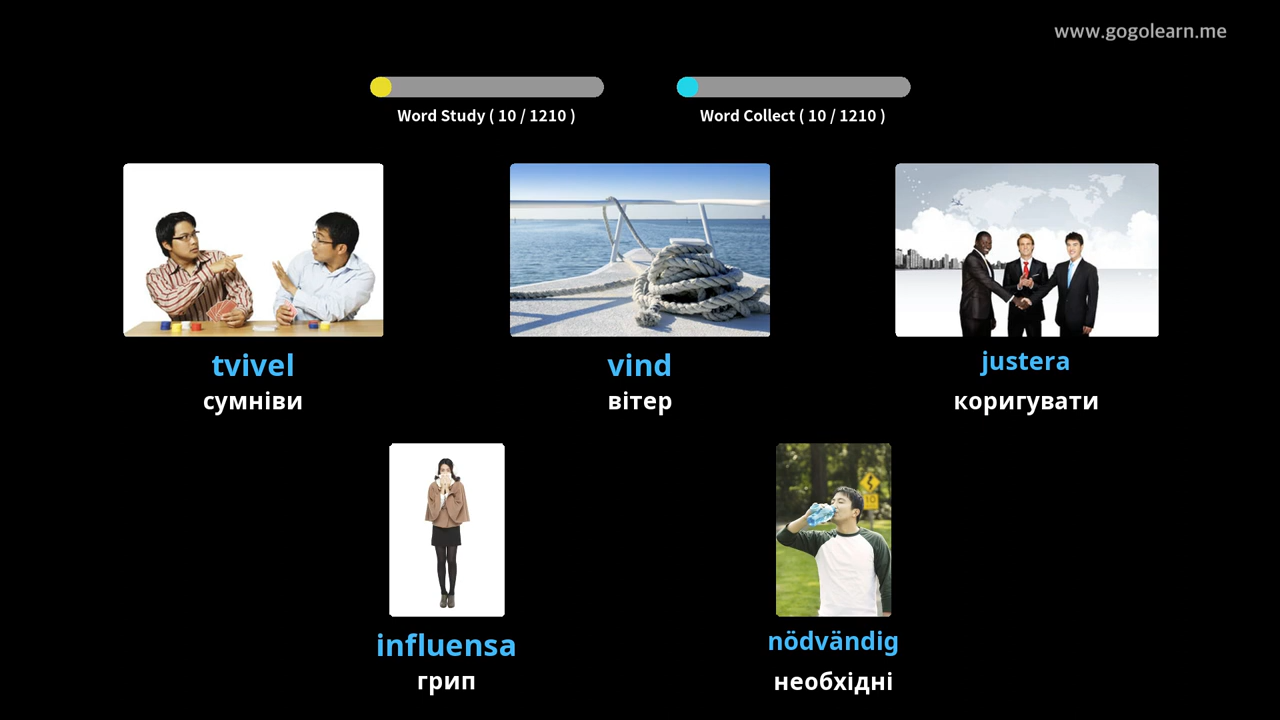 www.gogolearn.me
Word Study ( 10 / 1210 )
Word Collect ( 10 / 1210 )
tvivel
сумніви
vind
вітер
justera
коригувати
10
influensa
грип
nödvändig
необхідні